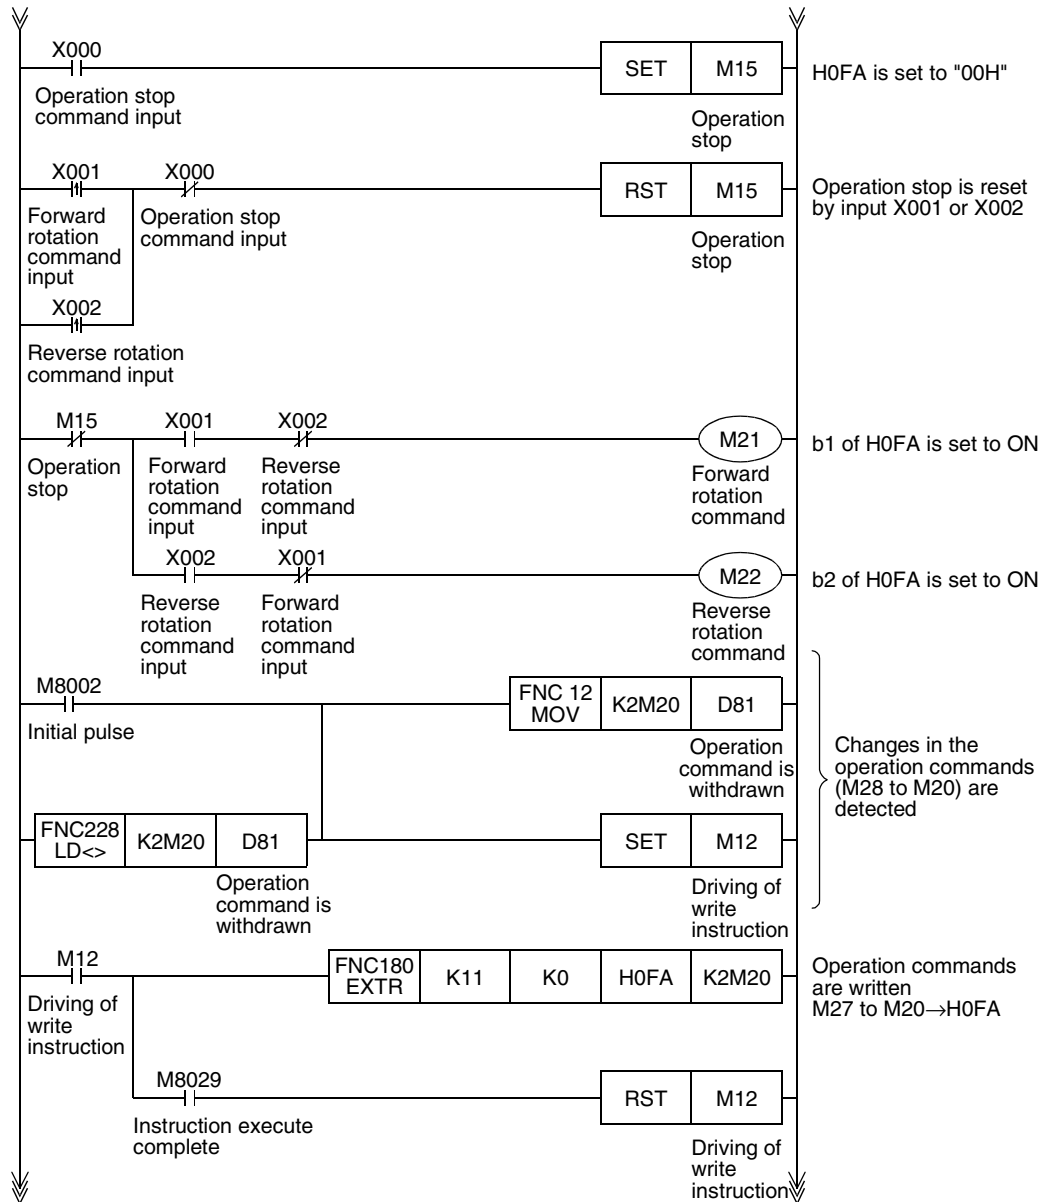 X000
SET M15
H0FA is set to "00H"
Operation stop
command input
Operation
stop
X001 X000
RST M15
Operation stop is reset
by input X001 or X002
Forward
rotation
command
input
Operation stop
command input
Operation
stop
X002
Reverse rotation
command input
M15 X001 X002
M21
b1 of H0FA is set to ON
Operation
stop
Forward
rotation
command
input
Reverse
rotation
command
input
Forward
rotation
command
X002 X001
M22
b2 of H0FA is set to ON
Reverse
rotation
command
input
Forward
rotation
command
input
Reverse
rotation
command
M8002
FNC 12
MOV
K2M20 D81
Initial pulse
Operation
command is
withdrawn
Changes in the
operation commands
(M28 to M20) are
detected
FNC228
LD<>
K2M20 D81
SET M12
Operation
command is
withdrawn
Driving of
write
instruction
M12
FNC180
EXTR
K11 K0 H0FA K2M20
Operation commands
are written
M27 to M20→H0FA
Driving of
write
instruction
M8029
RST M12
Instruction execute
complete
Driving of
write
instruction